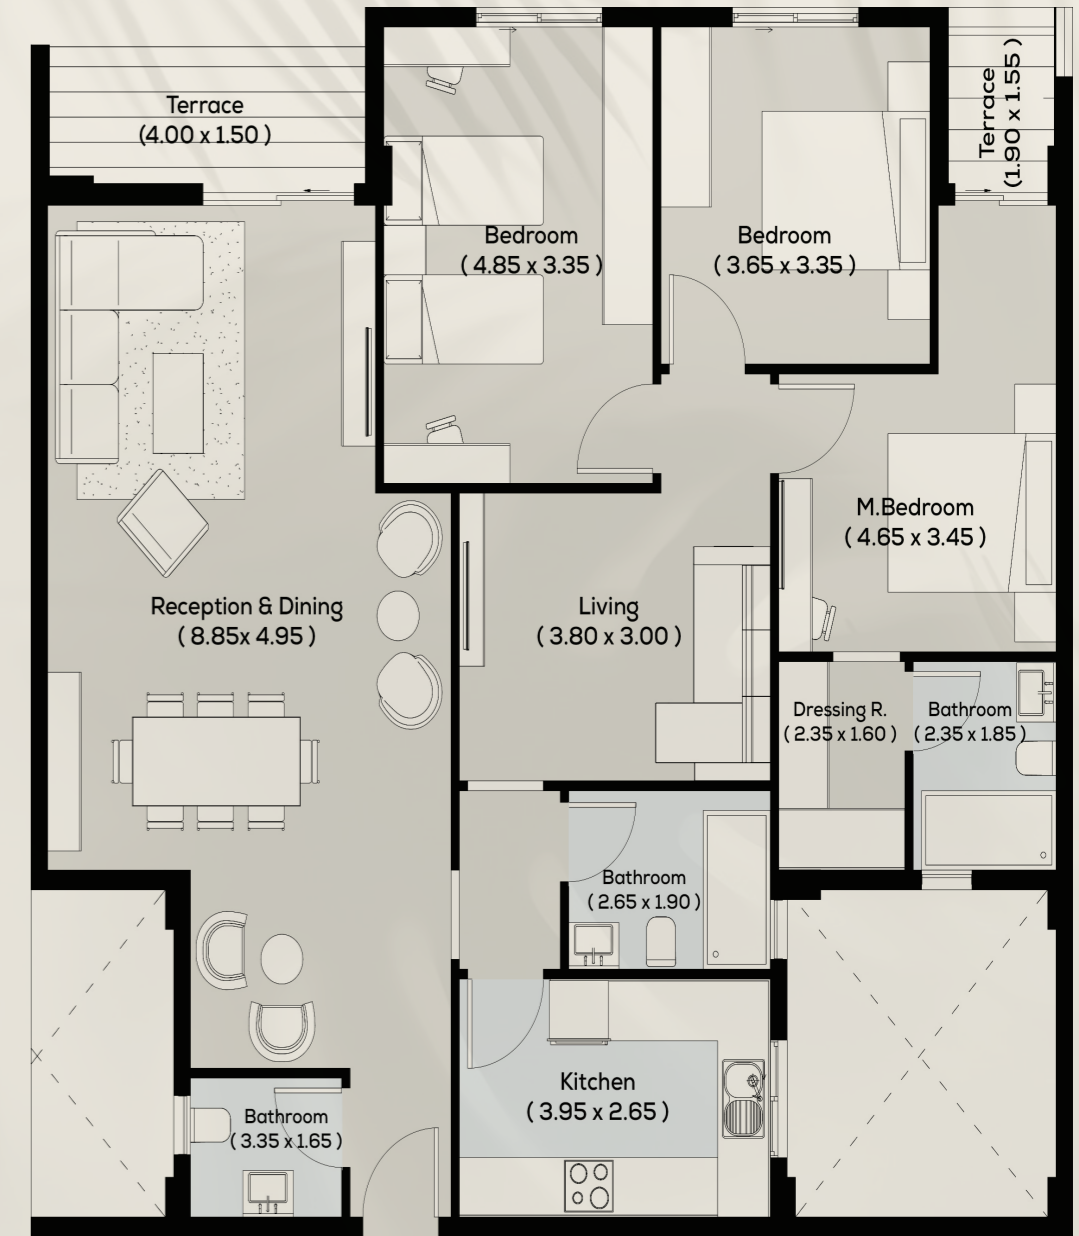 Terrace
(4.00 x 1.50 )
Terrace
(1.90 x 1.55 )
Bedroom
( 4.85 x 3.35)
Bedroom
( 3.65 x 3.35 )
M.Bedroom
( 4.65 x 3.45 )
Reception & Dining
( 8.85x 4.95 )
Living
( 3.80 x 3.00 )
Dressing R.
( 2.35 x 1.60 )
Bathroom
( 2.35 x 1.85 )
Bathroom
( 2.65 x 1.90 )
Kitchen
( 3.95 x 2.65 )
Bathroom
( 3.35 x 1.65 )